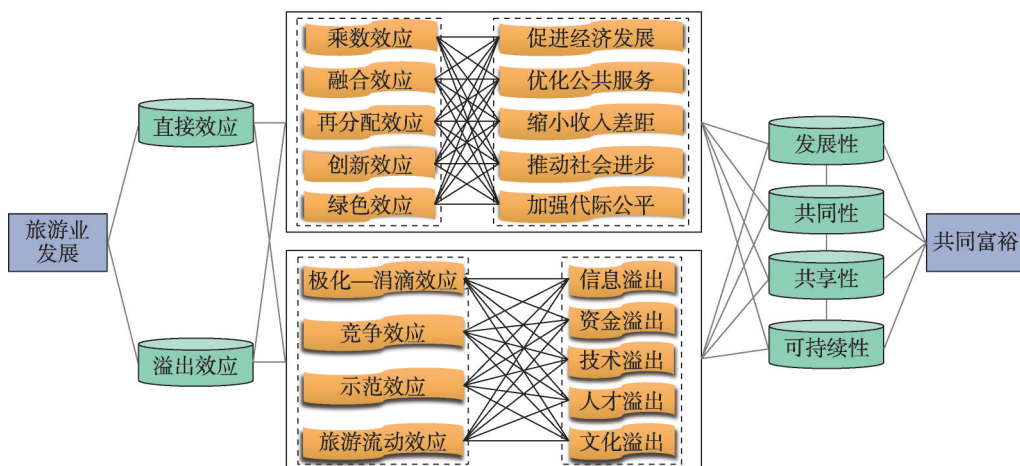 旅游业
发展
直接效应
溢出效应
乘数效应
融合效应
再分配效应
创新效应
绿色效应
促进经济发展
优化公共服务
缩小收入差距
推动社会进步
加强代际公平
极化—涓滴效应
竞争效应
示范效应
旅游流动效应
信息溢出
资金溢出
技术溢出
人才溢出
文化溢出
发展性
共同性
共享性
可持续性
共同富裕